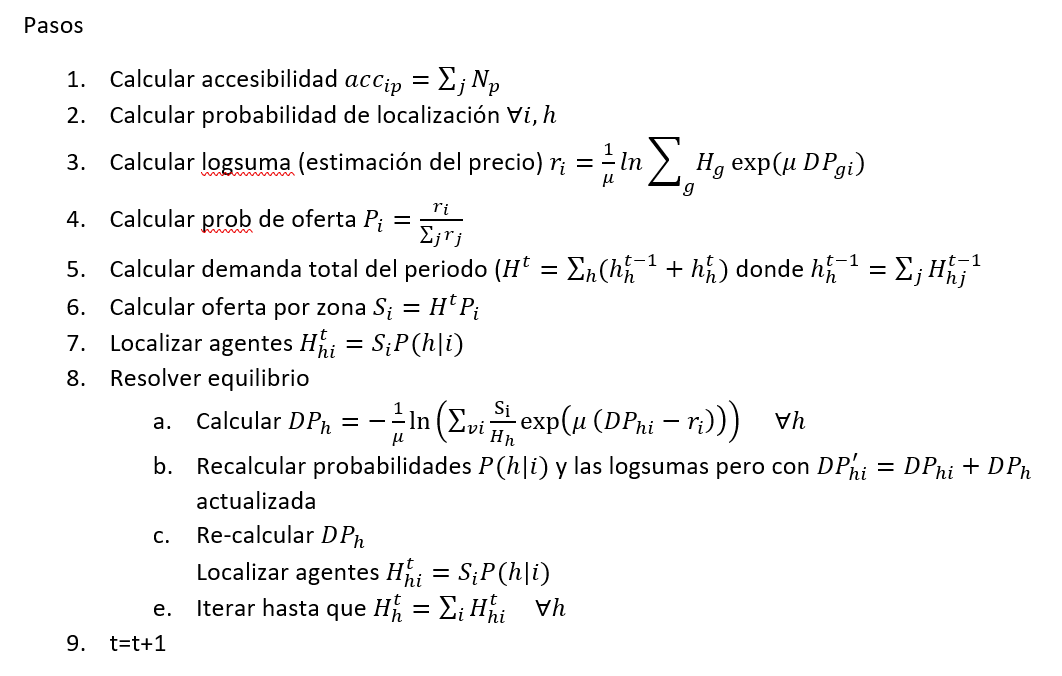 Pasos
1. Calcular accesibilidad $acc_{ip} = \sum_j N_p$
2. Calcular probabilidad de localización $\forall i, h$
3. Calcular logsuma (estimación del precio) $r_i = \frac{1}{\mu} ln \sum_g H_g \exp(\mu \, DP_{gi})$
4. Calcular prob de oferta $P_i = \frac{r_i}{\sum_j r_j}$
5. Calcular demanda total del periodo ($H^t = \sum_h (h_h^{t-1} + h_h^t)$ donde $h_h^{t-1} = \sum_j H_{hj}^{t-1}$
6. Calcular oferta por zona $S_i = H^t P_i$
7. Localizar agentes $H_{hi}^t = S_i P(h|i)$
8. Resolver equilibrio
a. Calcular $DP_h = -\frac{1}{\mu} \ln \left( \sum_{vi} \frac{S_i}{H_h} \exp\left( \mu \, (DP_{hi} - r_i) \right) \right) \quad \forall h$
b. Recalcular probabilidades $P(h|i)$ y las logsumas pero con $DP'_{hi} = DP_{hi} + DP_h$
actualizada
c. Re-calcular $DP_h$
Localizar agentes $H_{hi}^t = S_i P(h|i)$
e. Iterar hasta que $H_h^t = \sum_i H_{hi}^t \quad \forall h$
9. t=t+1